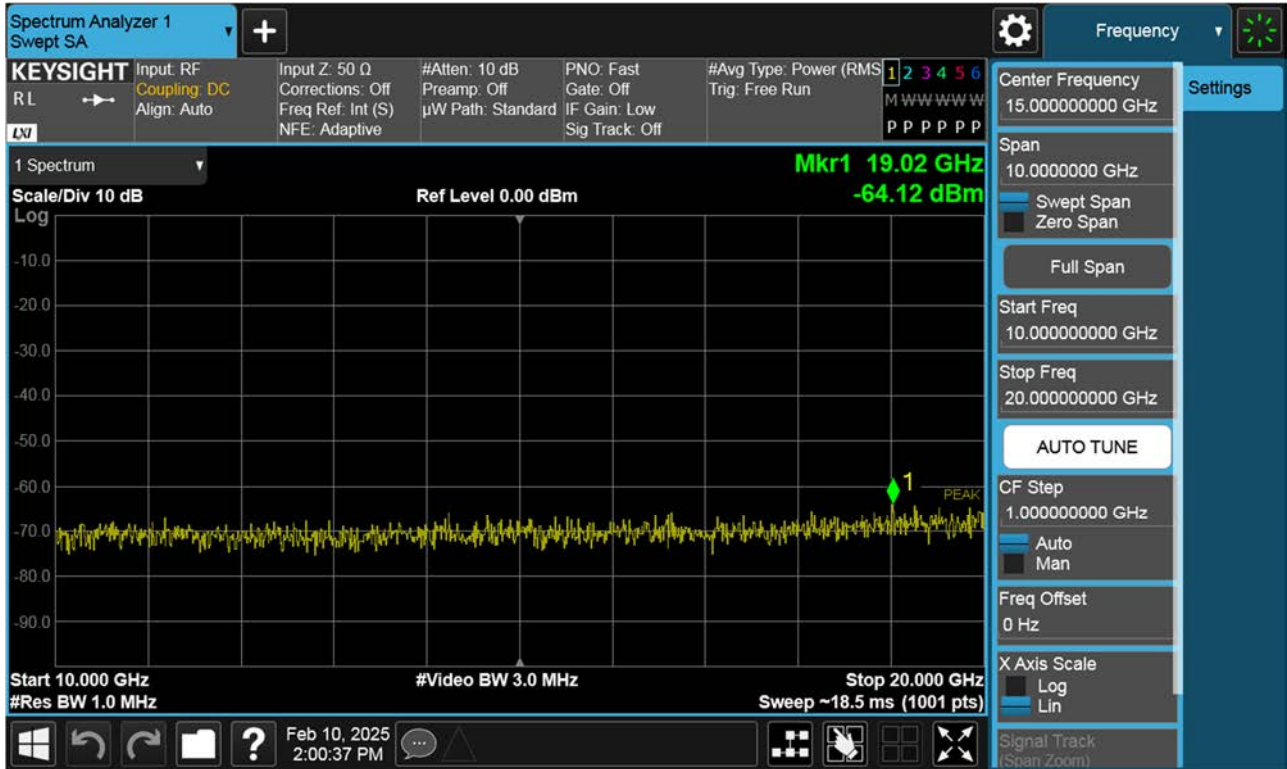 Spectrum Analyzer 1
Swept SA
+
Frequency
KEYSIGHT
RL
LXI
Input: RF
Coupling: DC
Align: Auto
Input Z: 50 Ω
Corrections: Off
Freq Ref: Int (S)
NFE: Adaptive
#Atten: 10 dB
Preamp: Off
µW Path: Standard
PNO: Fast
Gate: Off
IF Gain: Low
Sig Track: Off
#Avg Type: Power (RMS
Trig: Free Run
1 2 3 4 5 6
M W W W W W
P P P P P P
1 Spectrum
Scale/Div 10 dB
Ref Level 0.00 dBm
Mkr1 19.02 GHz
-64.12 dBm
Log
-10.0
-20.0
-30.0
-40.0
-50.0
-60.0
-70.0
-80.0
-90.0
1
PEAK
Start 10.000 GHz
#Video BW 3.0 MHz
Stop 20.000 GHz
#Res BW 1.0 MHz
Sweep ~18.5 ms (1001 pts)
Center Frequency
15.000000000 GHz
Settings
Span
10.0000000 GHz
Swept Span
Zero Span
Full Span
Start Freq
10.000000000 GHz
Stop Freq
20.000000000 GHz
AUTO TUNE
CF Step
1.000000000 GHz
Auto
Man
Freq Offset
0 Hz
X Axis Scale
Log
Lin
Signal Track
(Span Zoom)
?
Feb 10, 2025
2:00:37 PM